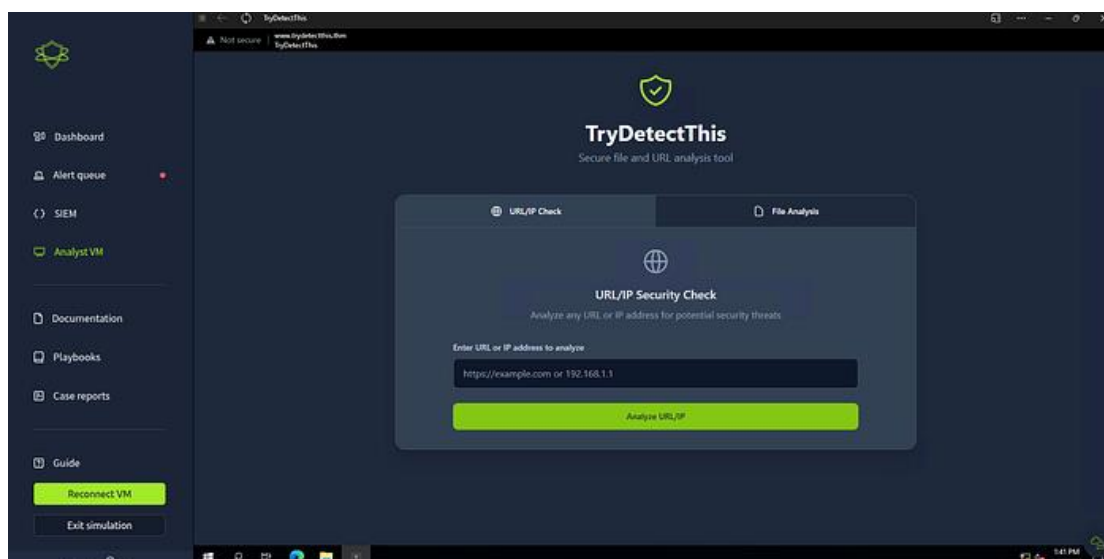 TryDetectThis
Not secure
www.trydetectthis.thm
TryDetectThis
Dashboard
Alert queue
SIEM
Analyst VM
Documentation
Playbooks
Case reports
Guide
Reconnect VM
Exit simulation
TryDetectThis
Secure file and URL analysis tool
URL/IP Check
File Analysis
URL/IP Security Check
Analyze any URL or IP address for potential security threats
Enter URL or IP address to analyze
https://example.com or 192.168.1.1
Analyze URL/IP
1:41 PM